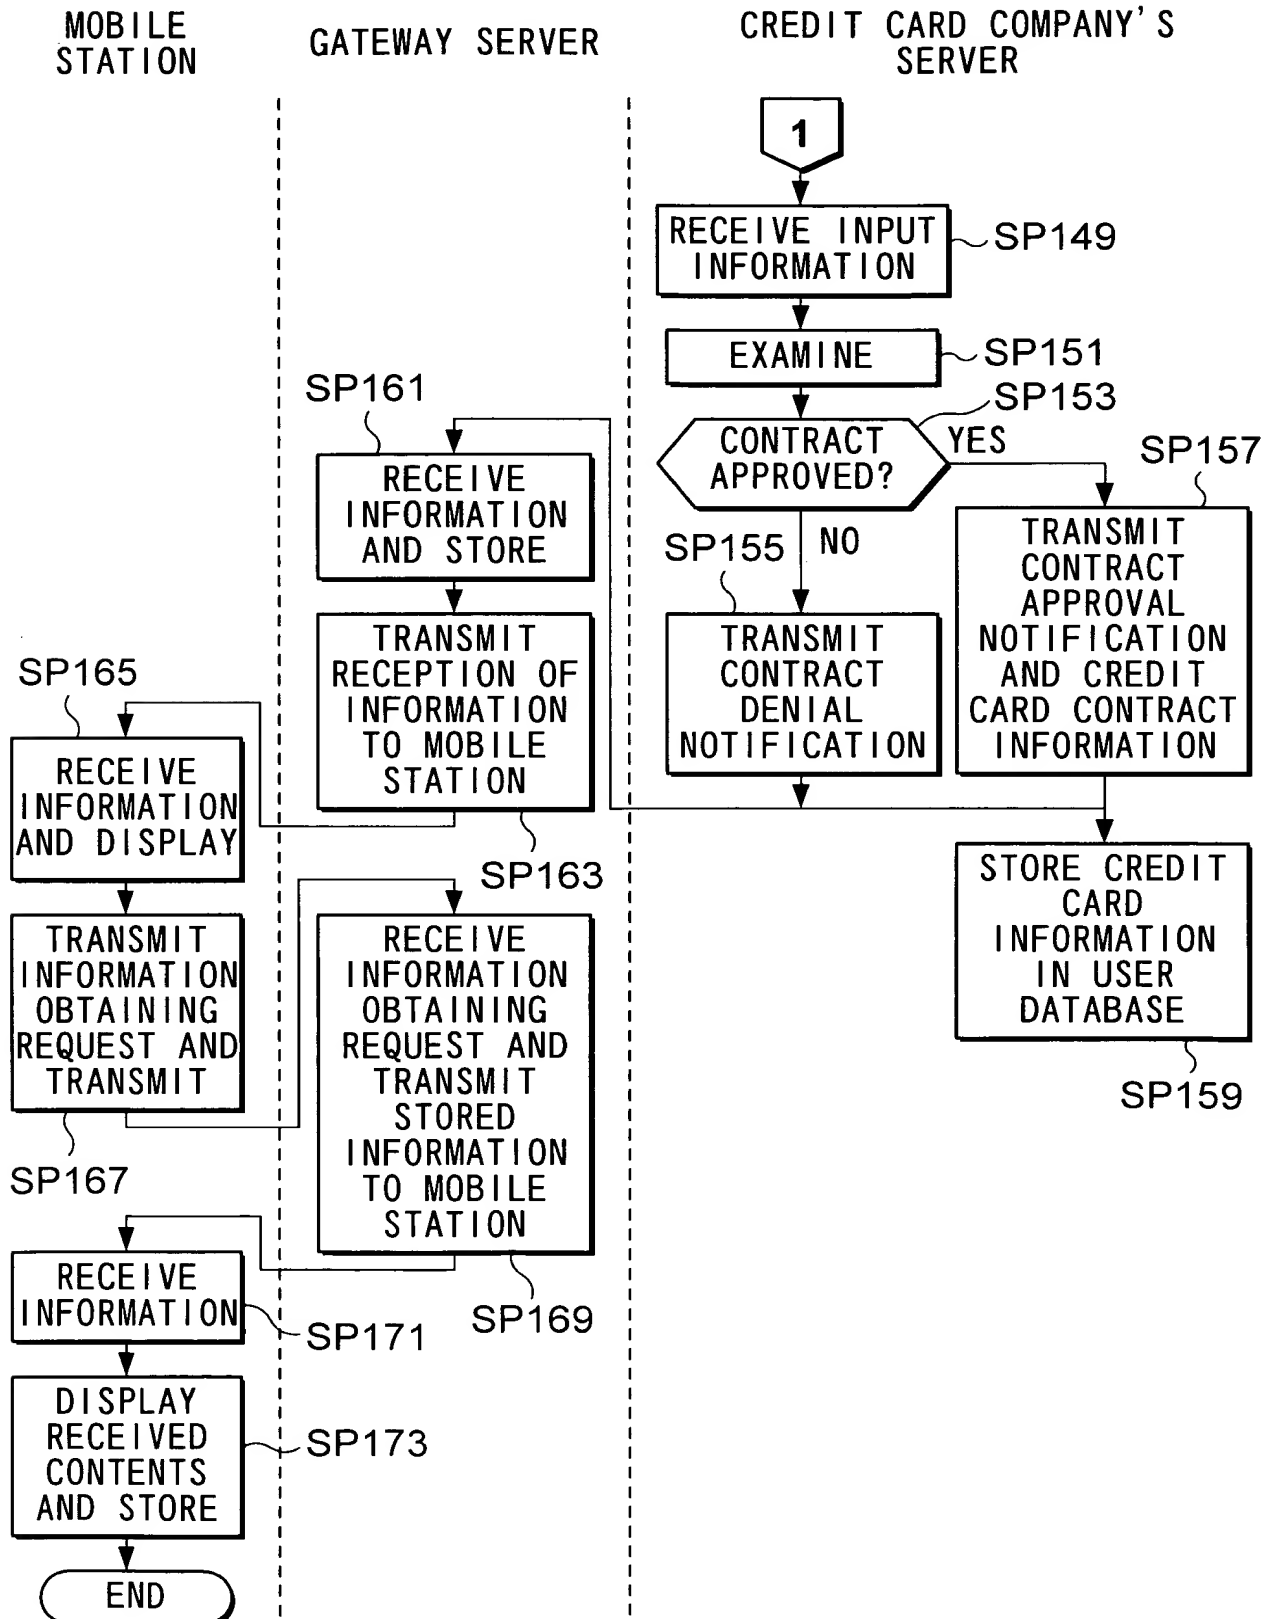 MOBILE
STATION
GATEWAY SERVER
CREDIT CARD COMPANY'S
SERVER
1
RECEIVE INPUT
INFORMATION
SP149
EXAMINE
SP151
SP153
CONTRACT
APPROVED?
YES
NO
SP157
TRANSMIT
CONTRACT
APPROVAL
NOTIFICATION
AND CREDIT
CARD CONTRACT
INFORMATION
SP155
TRANSMIT
CONTRACT
DENIAL
NOTIFICATION
STORE CREDIT
CARD
INFORMATION
IN USER
DATABASE
SP159
SP161
RECEIVE
INFORMATION
AND STORE
TRANSMIT
RECEPTION OF
INFORMATION
TO MOBILE
STATION
SP163
SP165
RECEIVE
INFORMATION
AND DISPLAY
TRANSMIT
INFORMATION
OBTAINING
REQUEST AND
TRANSMIT
SP167
RECEIVE
INFORMATION
OBTAINING
REQUEST AND
TRANSMIT
STORED
INFORMATION
TO MOBILE
STATION
SP169
RECEIVE
INFORMATION
SP171
DISPLAY
RECEIVED
CONTENTS
AND STORE
SP173
END